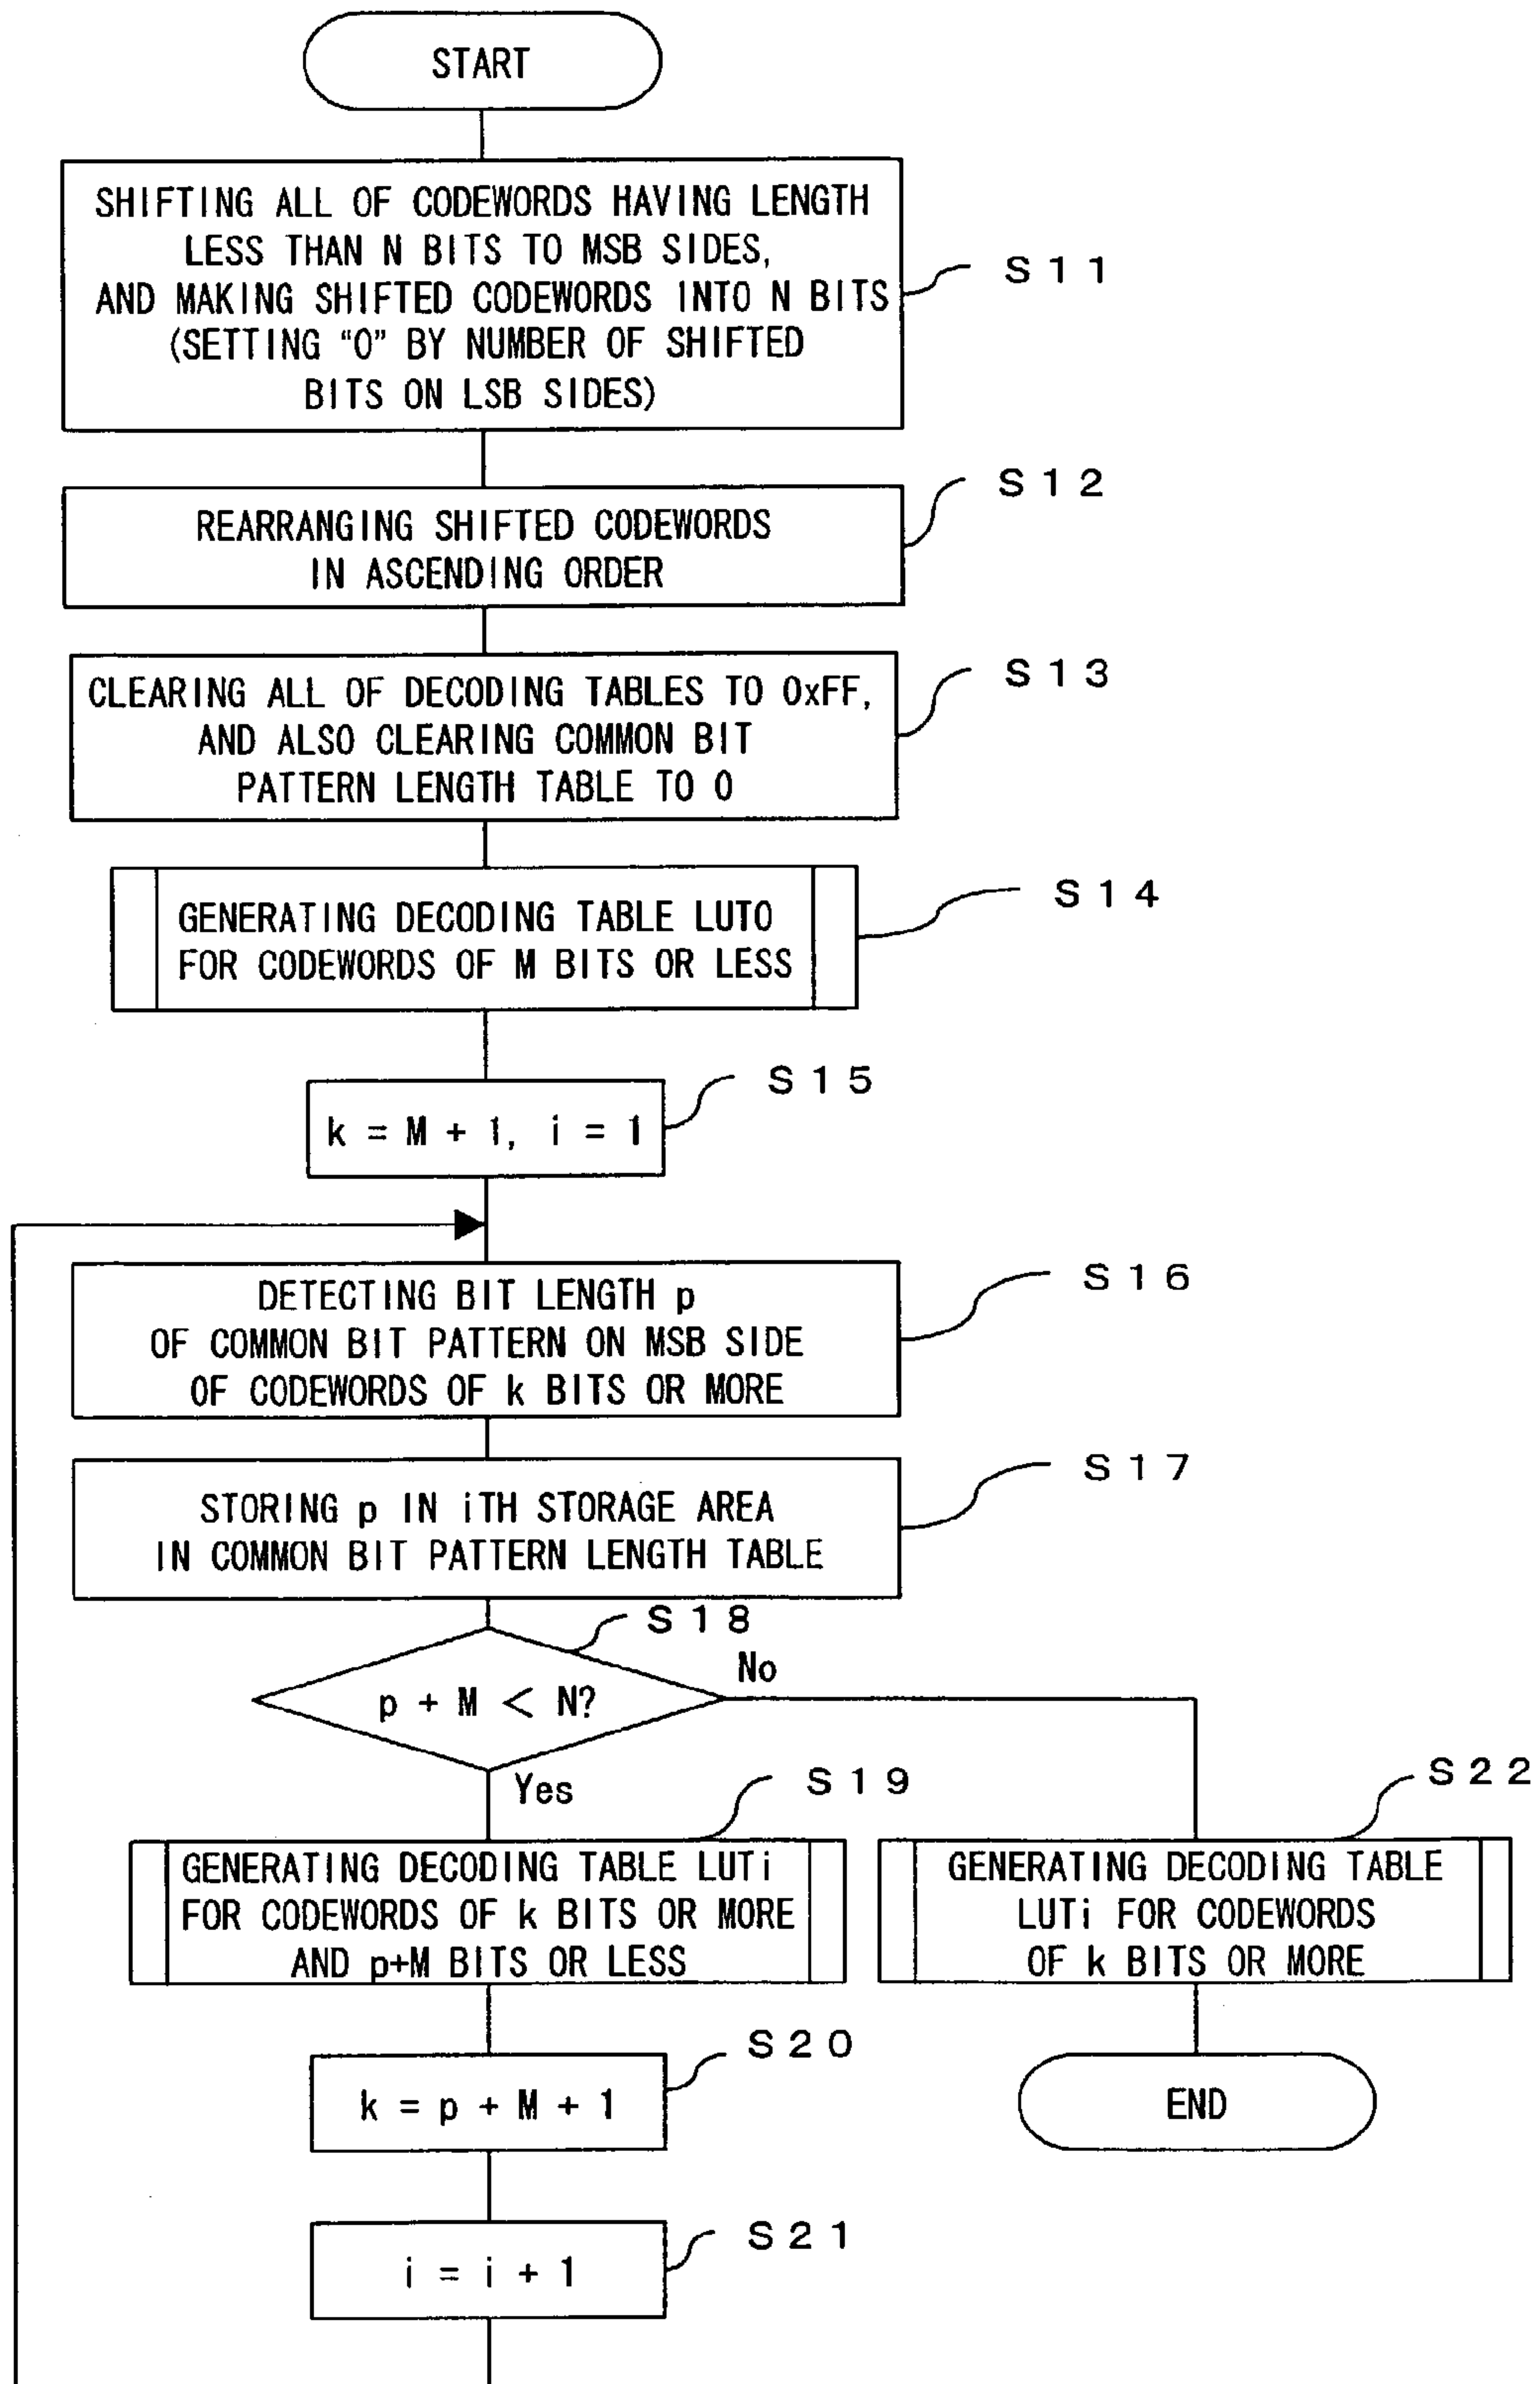 START
SHIFTING ALL OF CODEWORDS HAVING LENGTH
LESS THAN N BITS TO MSB SIDES,
AND MAKING SHIFTED CODEWORDS INTO N BITS
(SETTING “0” BY NUMBER OF SHIFTED
BITS ON LSB SIDES)
S11
REARRANGING SHIFTED CODEWORDS
IN ASCENDING ORDER
S12
CLEARING ALL OF DECODING TABLES TO 0xFF,
AND ALSO CLEARING COMMON BIT
PATTERN LENGTH TABLE TO 0
S13
GENERATING DECODING TABLE LUT0
FOR CODEWORDS OF M BITS OR LESS
S14
k = M + 1, i = 1
S15
DETECTING BIT LENGTH p
OF COMMON BIT PATTERN ON MSB SIDE
OF CODEWORDS OF k BITS OR MORE
S16
STORING p IN iTH STORAGE AREA
IN COMMON BIT PATTERN LENGTH TABLE
S17
p + M < N?
S18
No
Yes
GENERATING DECODING TABLE LUTi
FOR CODEWORDS OF k BITS OR MORE
AND p+M BITS OR LESS
S19
GENERATING DECODING TABLE
LUTi FOR CODEWORDS
OF k BITS OR MORE
S22
k = p + M + 1
S20
END
i = i + 1
S21